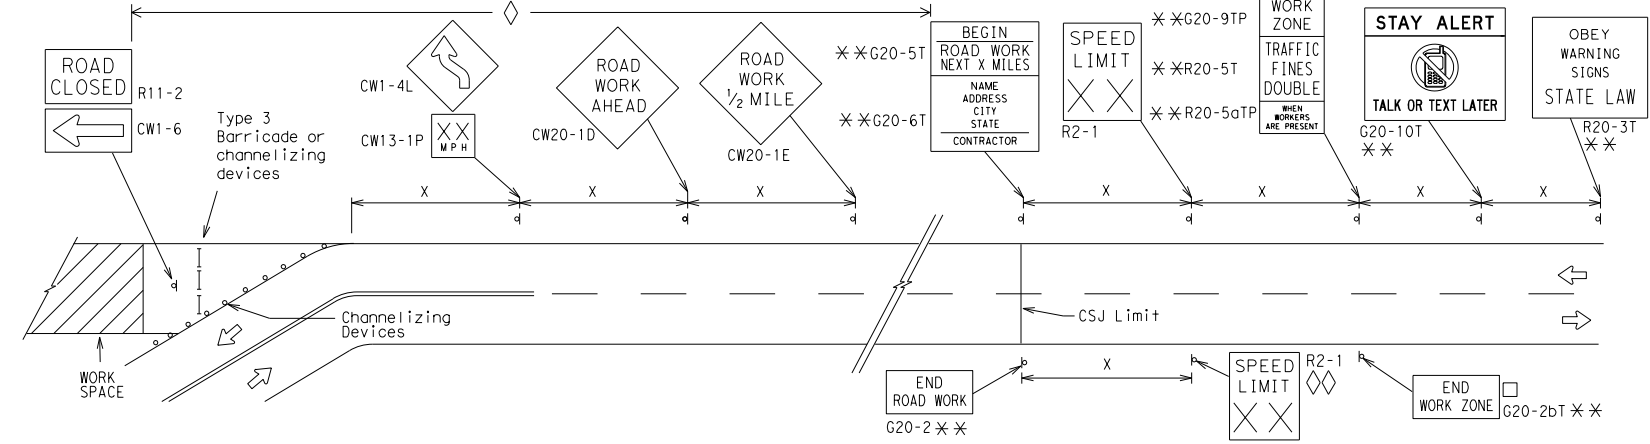 ROAD
CLOSED
R11-2
CW1-6
Type 3
Barricade or
channelizing
devices
CW1-4L
XX
MPH
CW13-1P
ROAD
WORK
AHEAD
CW20-1D
ROAD
WORK
1/2 MILE
CW20-1E
**G20-5T
**G20-6T
BEGIN
ROAD WORK
NEXT X MILES
NAME
ADDRESS
CITY
STATE
CONTRACTOR
SPEED
LIMIT
XX
R2-1
**G20-9TP
**R20-5T
**R20-5aTP
WORK
ZONE
TRAFFIC
FINES
DOUBLE
WHEN
WORKERS
ARE PRESENT
STAY ALERT
TALK OR TEXT LATER
G20-10T
**
OBEY
WARNING
SIGNS
STATE LAW
R20-3T
**
X
X
X
X
X
X
X
Channelizing
Devices
CSJ Limit
WORK
SPACE
X
END
ROAD WORK
G20-2 **
SPEED
LIMIT
XX
R2-1
END
WORK ZONE
G20-2bT **